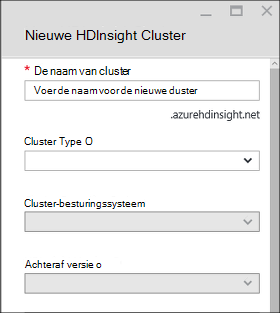 Nieuwe HDInsight Cluster
* De naam van cluster
Voer de naam voor de nieuwe cluster
.azurehdinsight.net
Cluster Type O
Cluster-besturingssysteem
Achteraf versie o